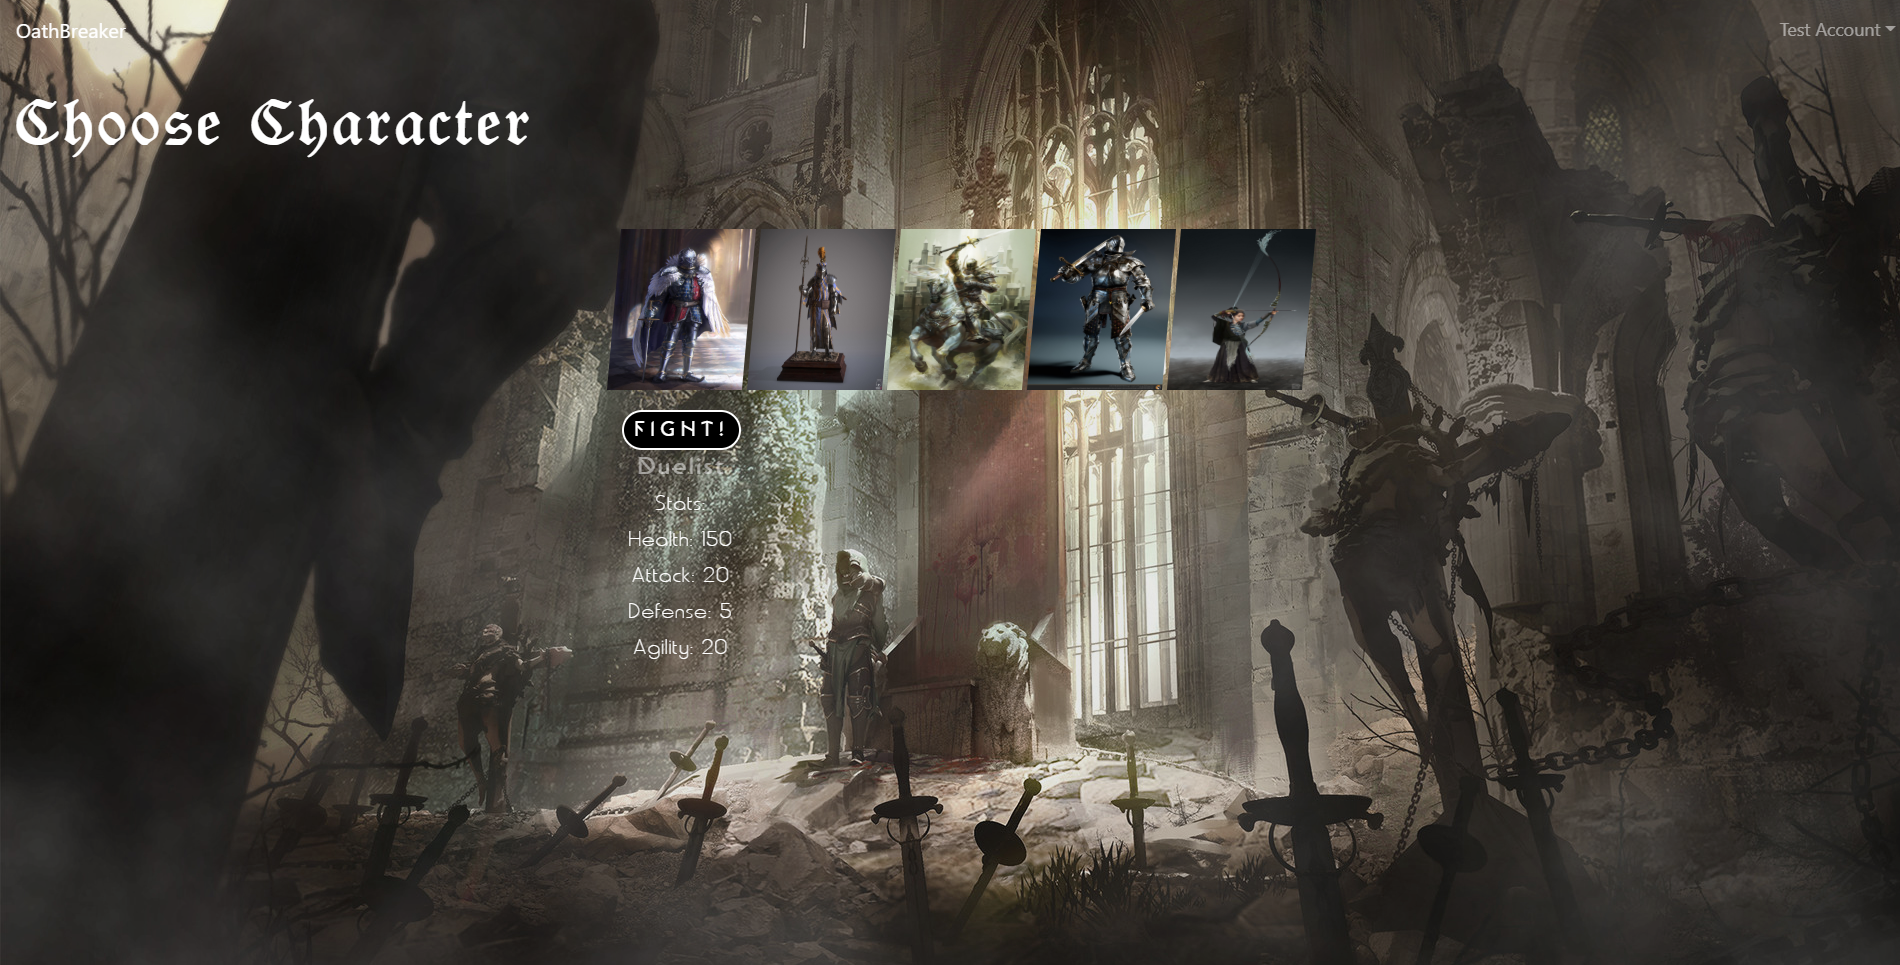 OathBreaker
Test Account
Choose Character
FIGHT!
Duelist
Stats:
Health: 150
Attack: 20
Defense: 5
Agility: 20